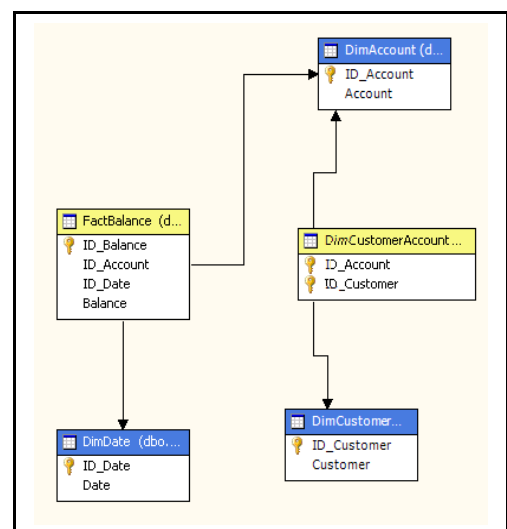 DimAccount (d...
ID_Account
Account
FactBalance (d...
ID_Balance
ID_Account
ID_Date
Balance
DimCustomerAccount...
ID_Account
ID_Customer
DimDate (dbo....
ID_Date
Date
DimCustomer...
ID_Customer
Customer